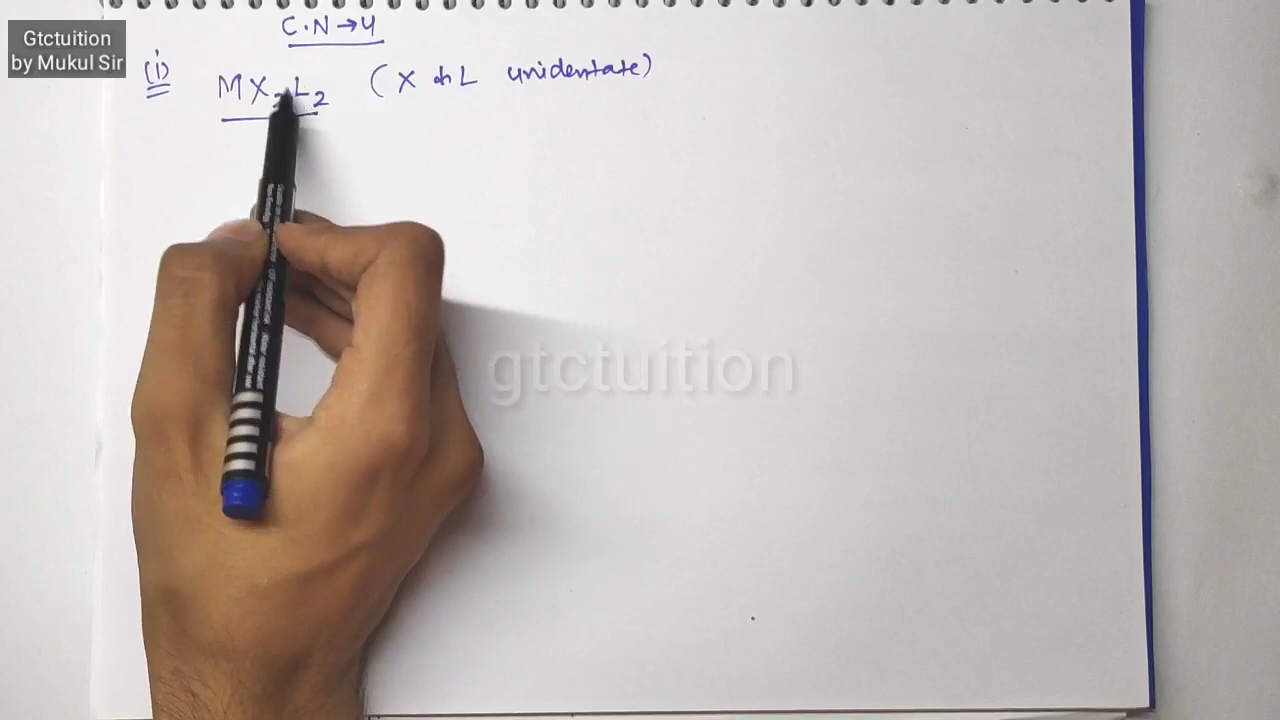 Gtctuition
by Mukul Sir
C.N→4
(i) MX2L2 (X & L unidentate)
gtctuition